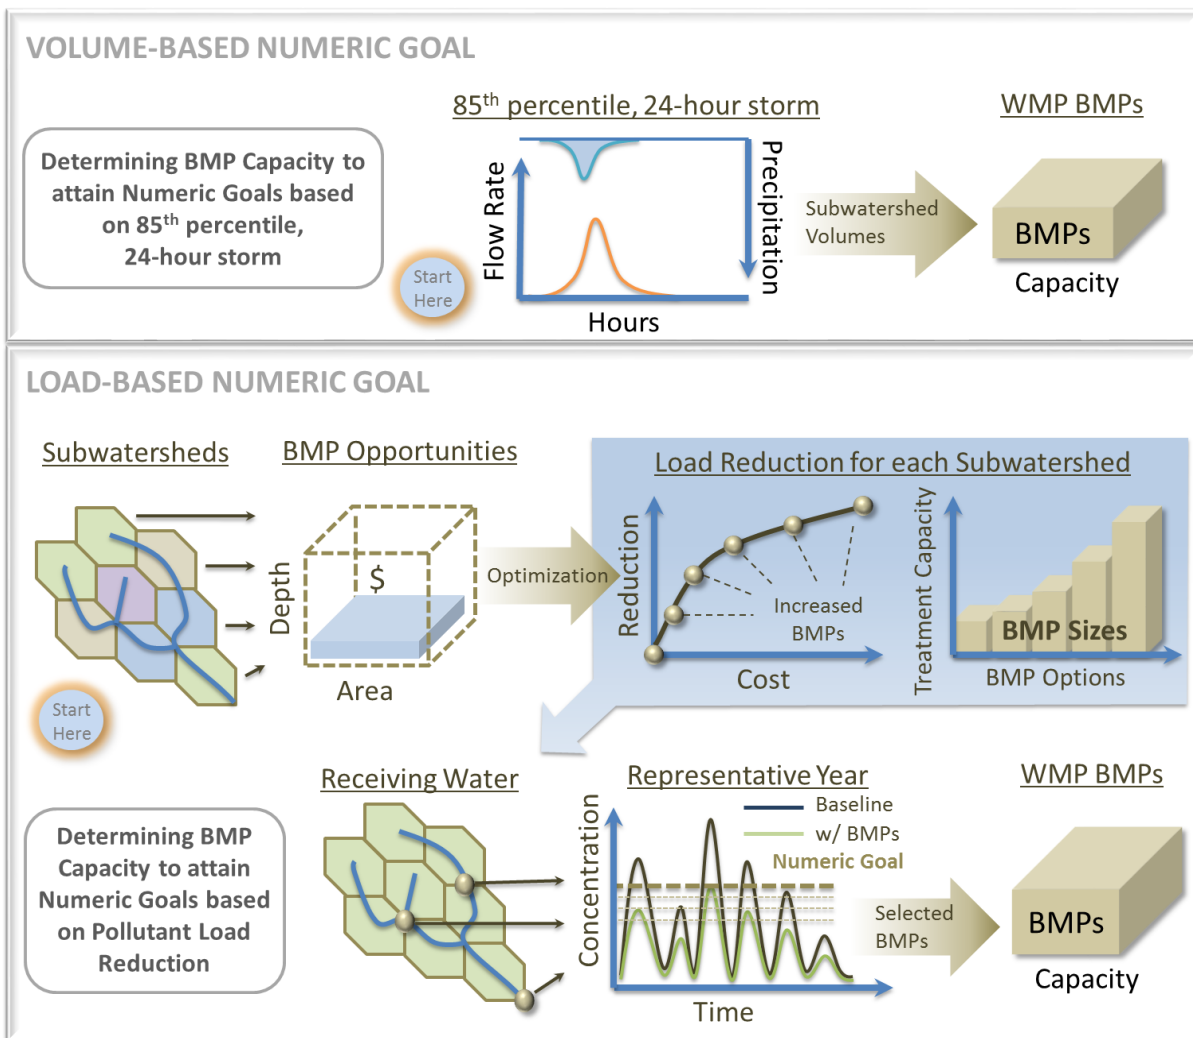 VOLUME-BASED NUMERIC GOAL
Determining BMP Capacity to
attain Numeric Goals based
on 85th percentile,
24-hour storm
Start
Here
85th percentile, 24-hour storm
Flow Rate
Precipitation
Hours
Subwatershed
Volumes
WMP BMPs
BMPs
Capacity
LOAD-BASED NUMERIC GOAL
Subwatersheds
Start
Here
BMP Opportunities
Depth
$
Area
Optimization
Load Reduction for each Subwatershed
Reduction
Increased
BMPs
Cost
Treatment Capacity
BMP Sizes
BMP Options
Determining BMP
Capacity to attain
Numeric Goals based
on Pollutant Load
Reduction
Receiving Water
Representative Year
Baseline
w/ BMPs
Numeric Goal
Concentration
Time
Selected
BMPs
WMP BMPs
BMPs
Capacity